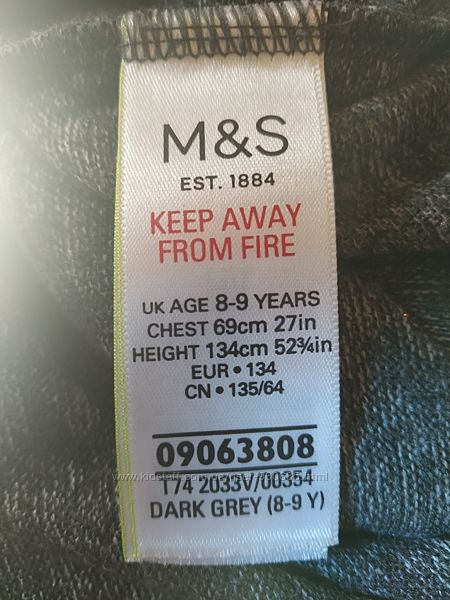 M&S
EST. 1884
KEEP AWAY
FROM FIRE
UK AGE 8-9 YEARS
CHEST 69cm 27in
HEIGHT 134cm 52¾in
EUR • 134
CN • 135/64
09063808
T74 2033V/00354
DARK GREY (8-9 Y)